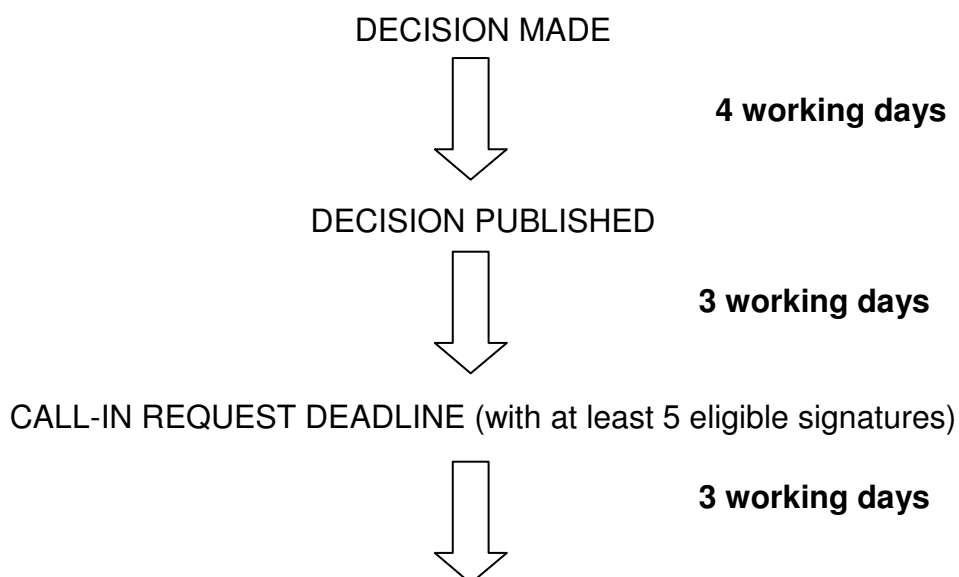 DECISION MADE
4 working days
DECISION PUBLISHED
3 working days
CALL-IN REQUEST DEADLINE (with at least 5 eligible signatures)
3 working days